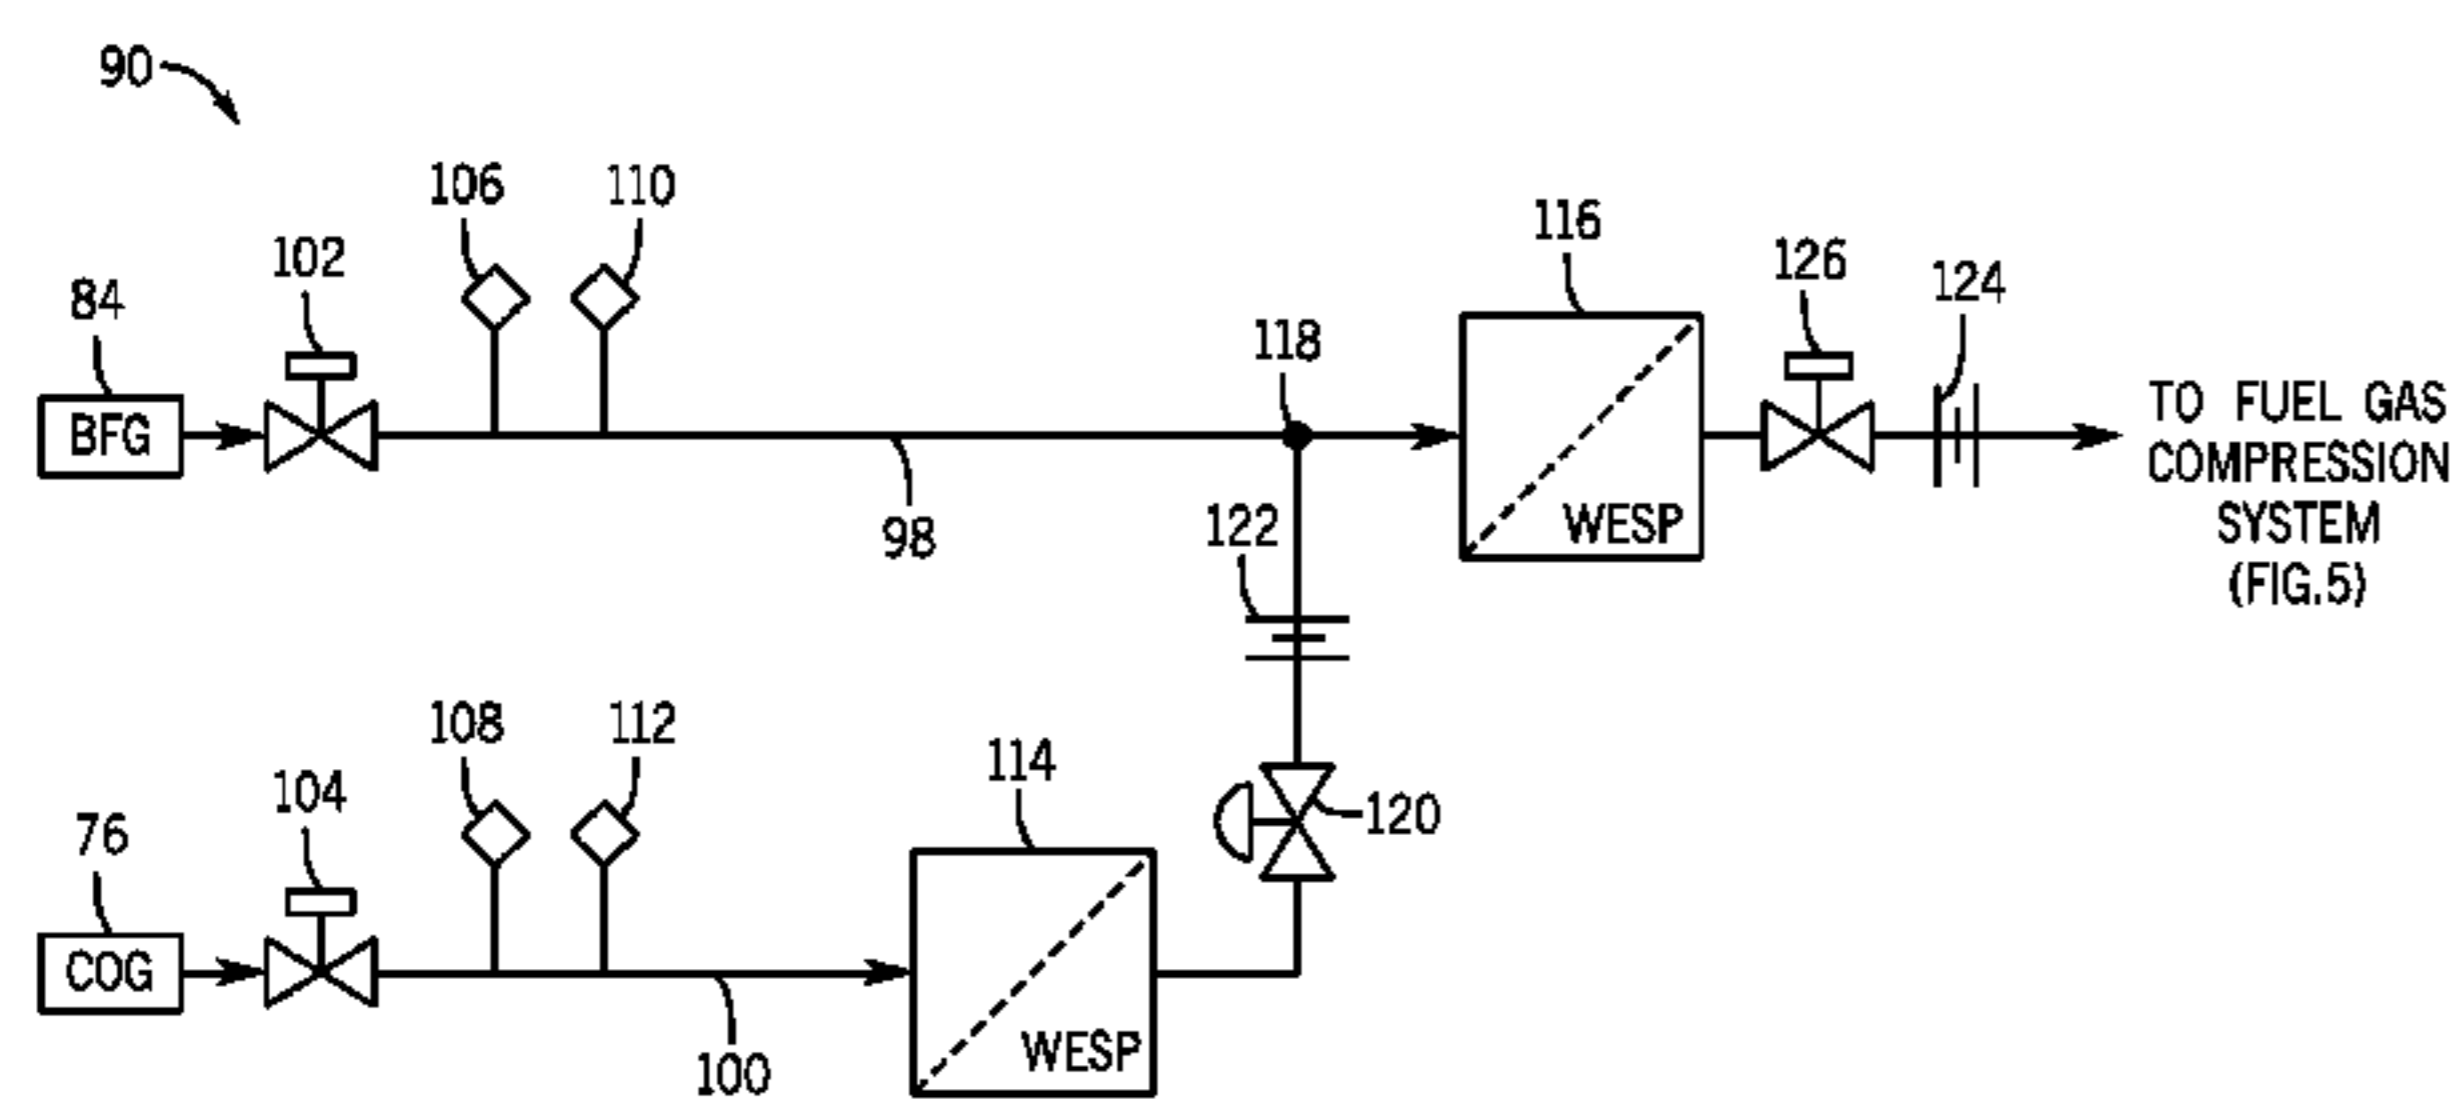 90
106
110
116
102
126
124
84
118
BFG
TO FUEL GAS
COMPRESSION
SYSTEM
(FIG.5)
WESP
98
122
108
112
114
104
120
76
COG
WESP
100